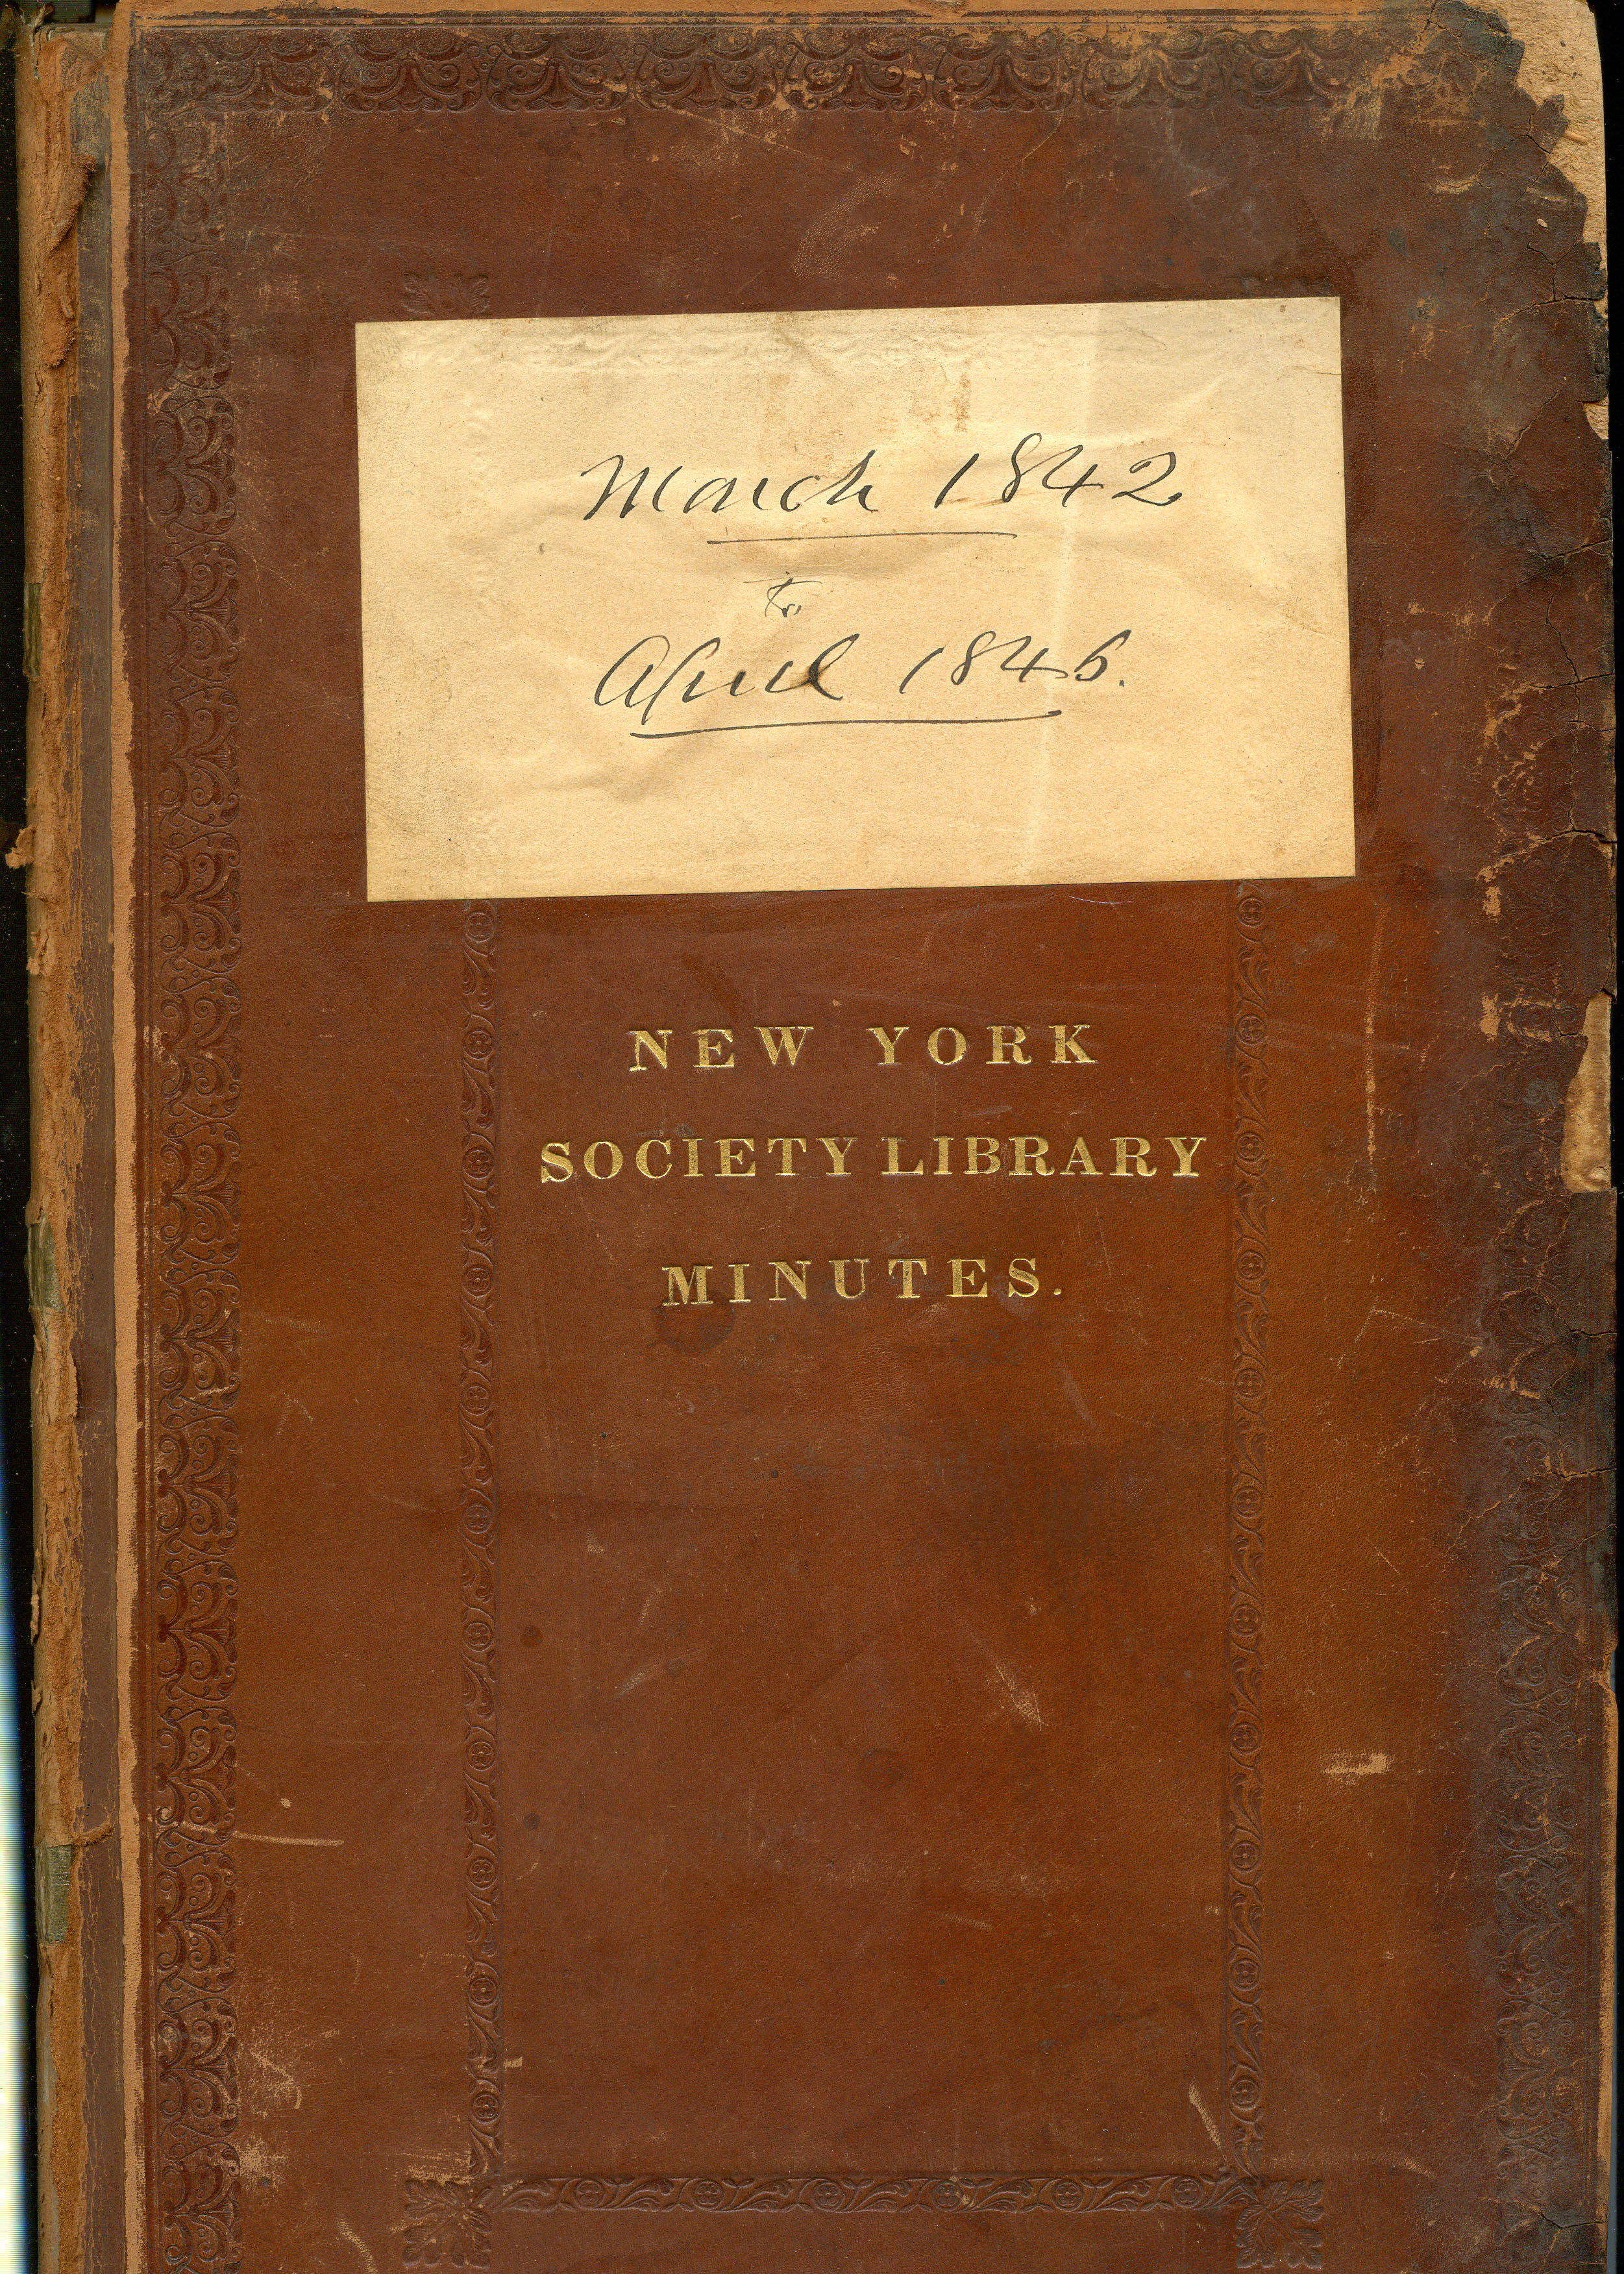 March 1842
to
April 1846.
NEW YORK
SOCIETY LIBRARY
MINUTES.